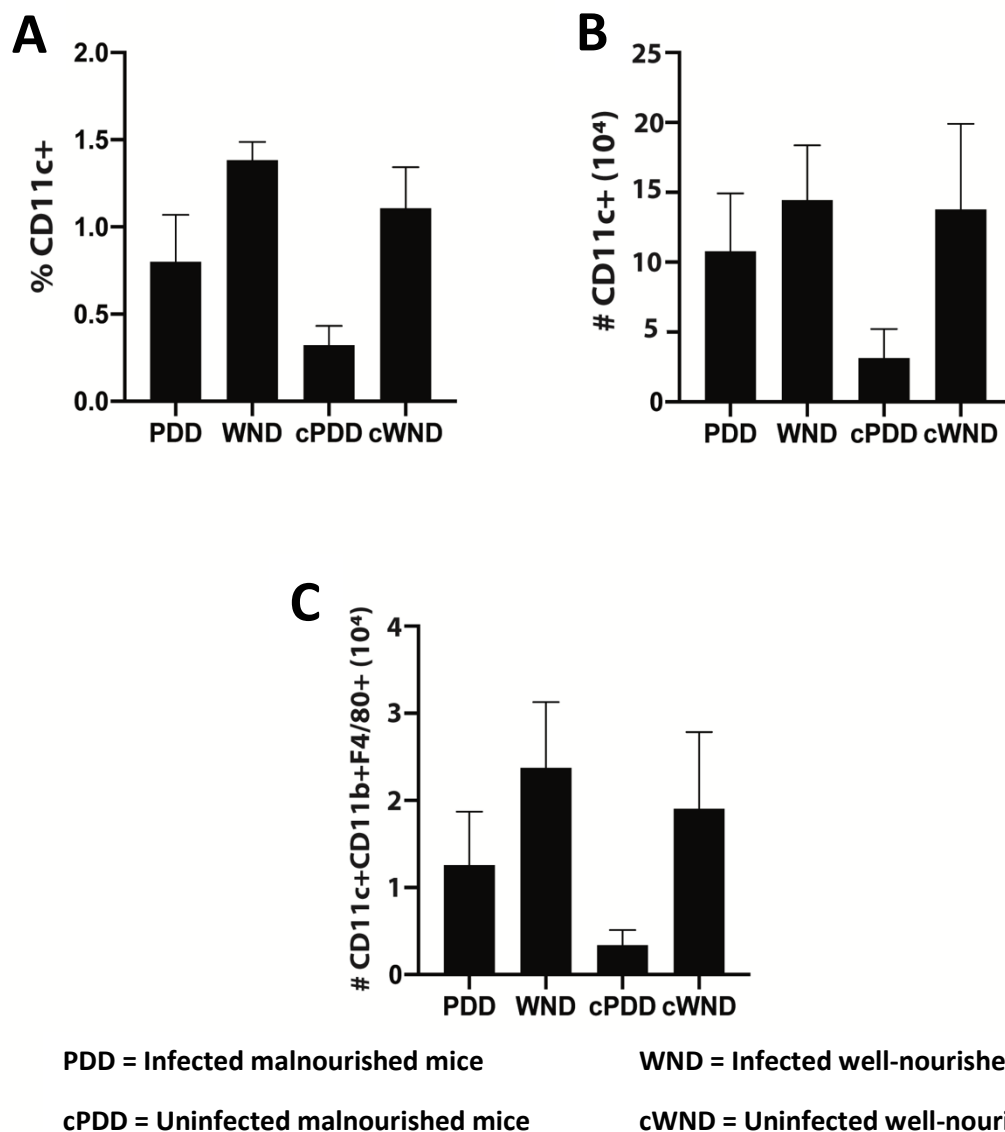 A
% CD11c+
2.0
1.5
1.0
0.5
0.0
PDD WND cPDD cWND
B
# CD11c+ (10⁴)
25
20
15
10
5
0
PDD WND cPDD cWND
C
# CD11c+CD11b+F4/80+ (10⁴)
4
3
2
1
0
PDD WND cPDD cWND
PDD = Infected malnourished mice WND = Infected well-nourishe
cPDD = Uninfected malnourished mice cWND = Uninfected well-nouri